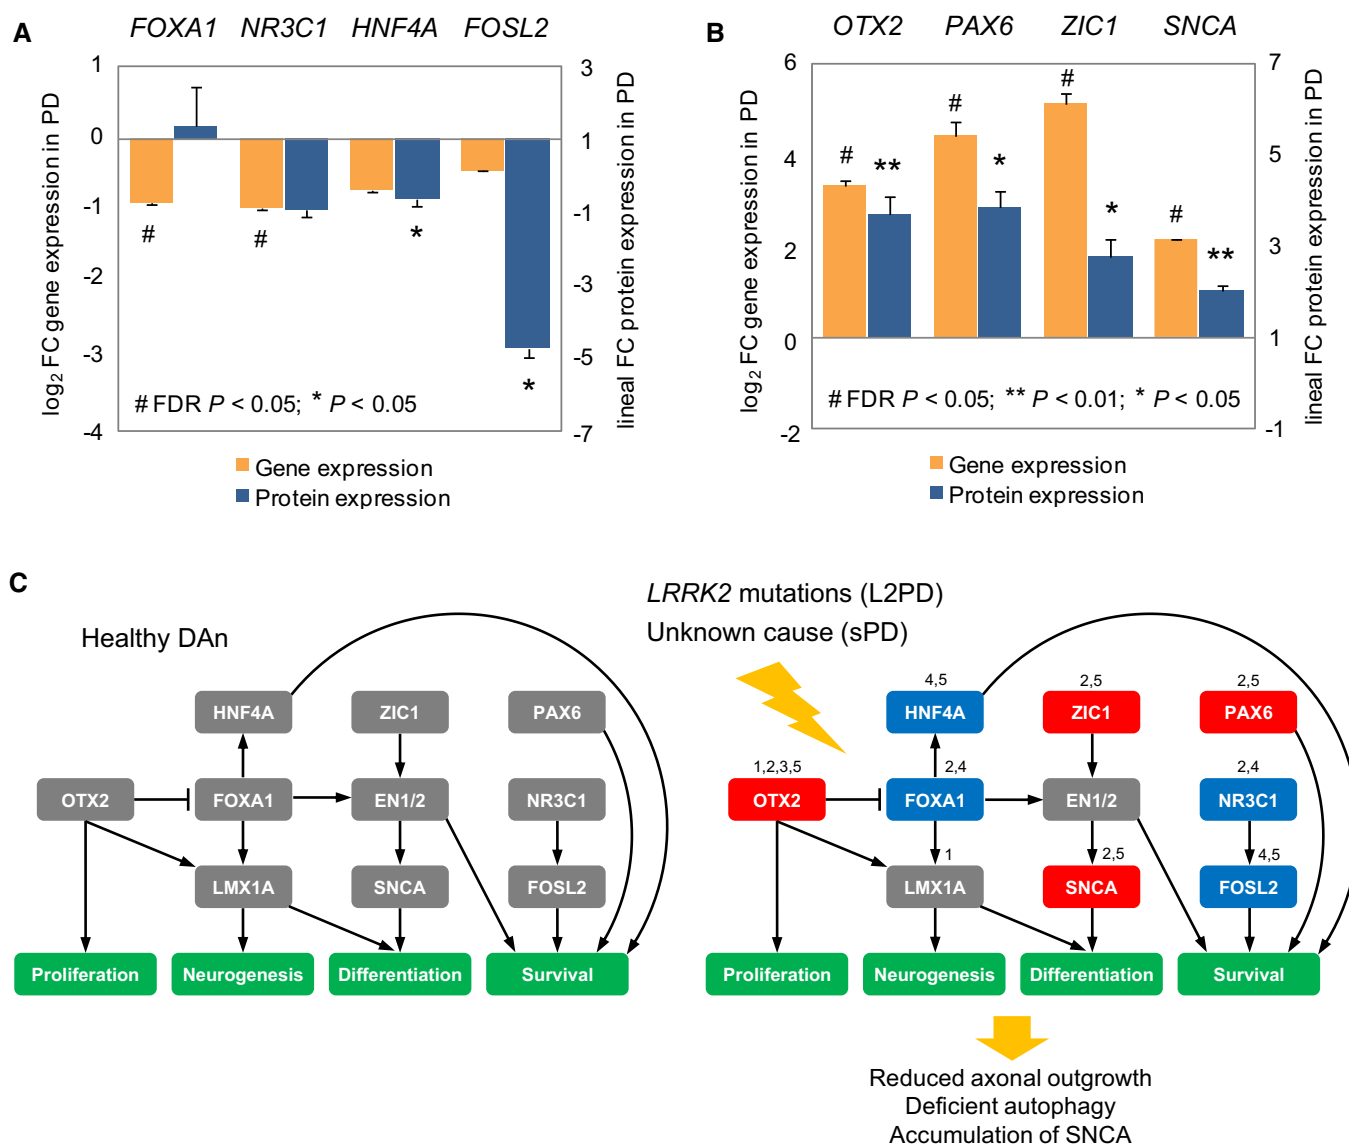 A
FOXA1 NR3C1 HNF4A FOSL2
log2 FC gene expression in PD
1
0
-1
-2
-3
-4
# #
*
*
# FDR P < 0.05; * P < 0.05
3
1
-1
-3
-5
-7
lineal FC protein expression in PD
Gene expression
Protein expression
B
OTX2 PAX6 ZIC1 SNCA
log2 FC gene expression in PD
6
4
2
0
-2
# ** # * # * # **
# FDR P < 0.05; ** P < 0.01; * P < 0.05
7
5
3
1
-1
lineal FC protein expression in PD
Gene expression
Protein expression
C
Healthy DAn
HNF4A ZIC1 PAX6
OTX2 FOXA1 EN1/2 NR3C1
LMX1A SNCA FOSL2
Proliferation Neurogenesis Differentiation Survival
LRRK2 mutations (L2PD)
Unknown cause (sPD)
4,5 2,5 2,5
HNF4A ZIC1 PAX6
1,2,3,5 2,4 2,4
OTX2 FOXA1 EN1/2 NR3C1
1 2,5 4,5
LMX1A SNCA FOSL2
Proliferation Neurogenesis Differentiation Survival
Reduced axonal outgrowth
Deficient autophagy
Accumulation of SNCA